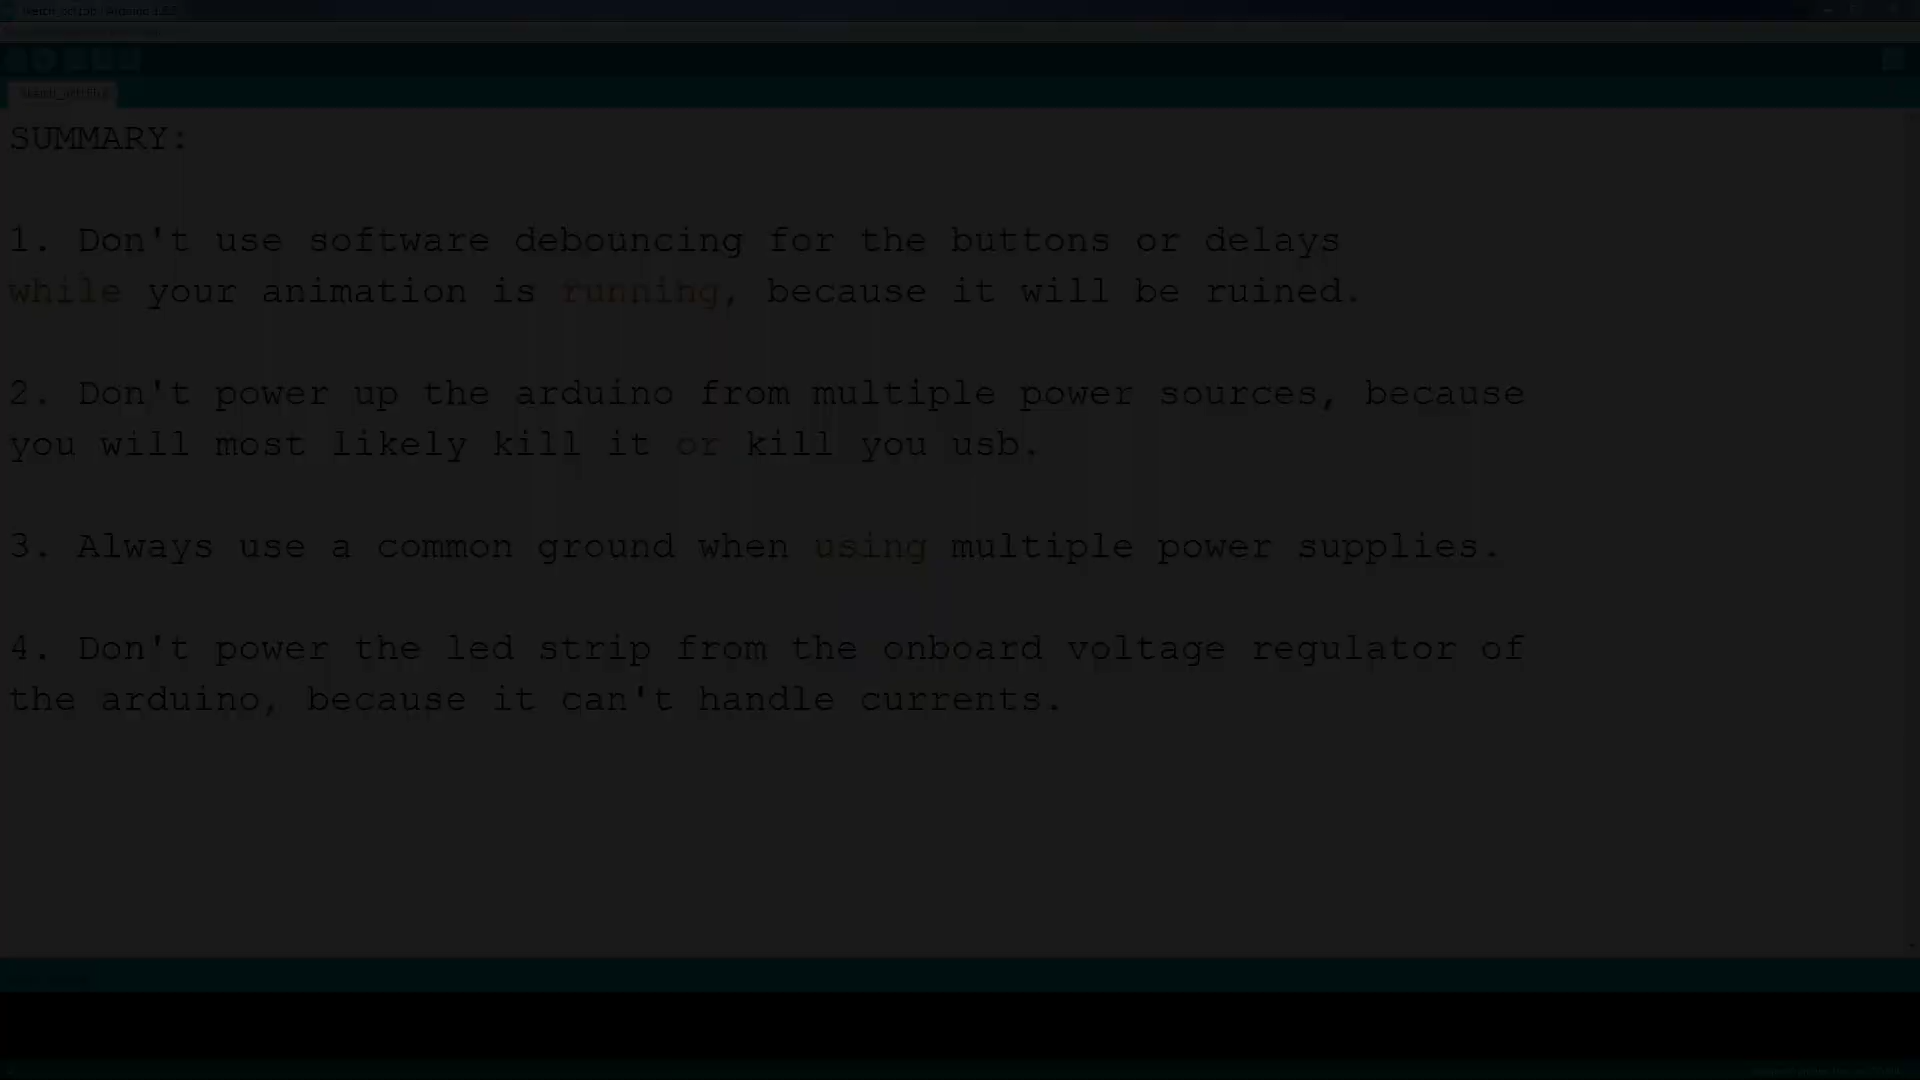 SUMMARY:
1. Don't use software debouncing for the buttons or delays
while your animation is running, because it will be ruined.
2. Don't power up the arduino from multiple power sources, because
you will most likely kill it or kill you usb.
3. Always use a common ground when using multiple power supplies.
4. Don't power the led strip from the onboard voltage regulator of
the arduino, because it can't handle currents.